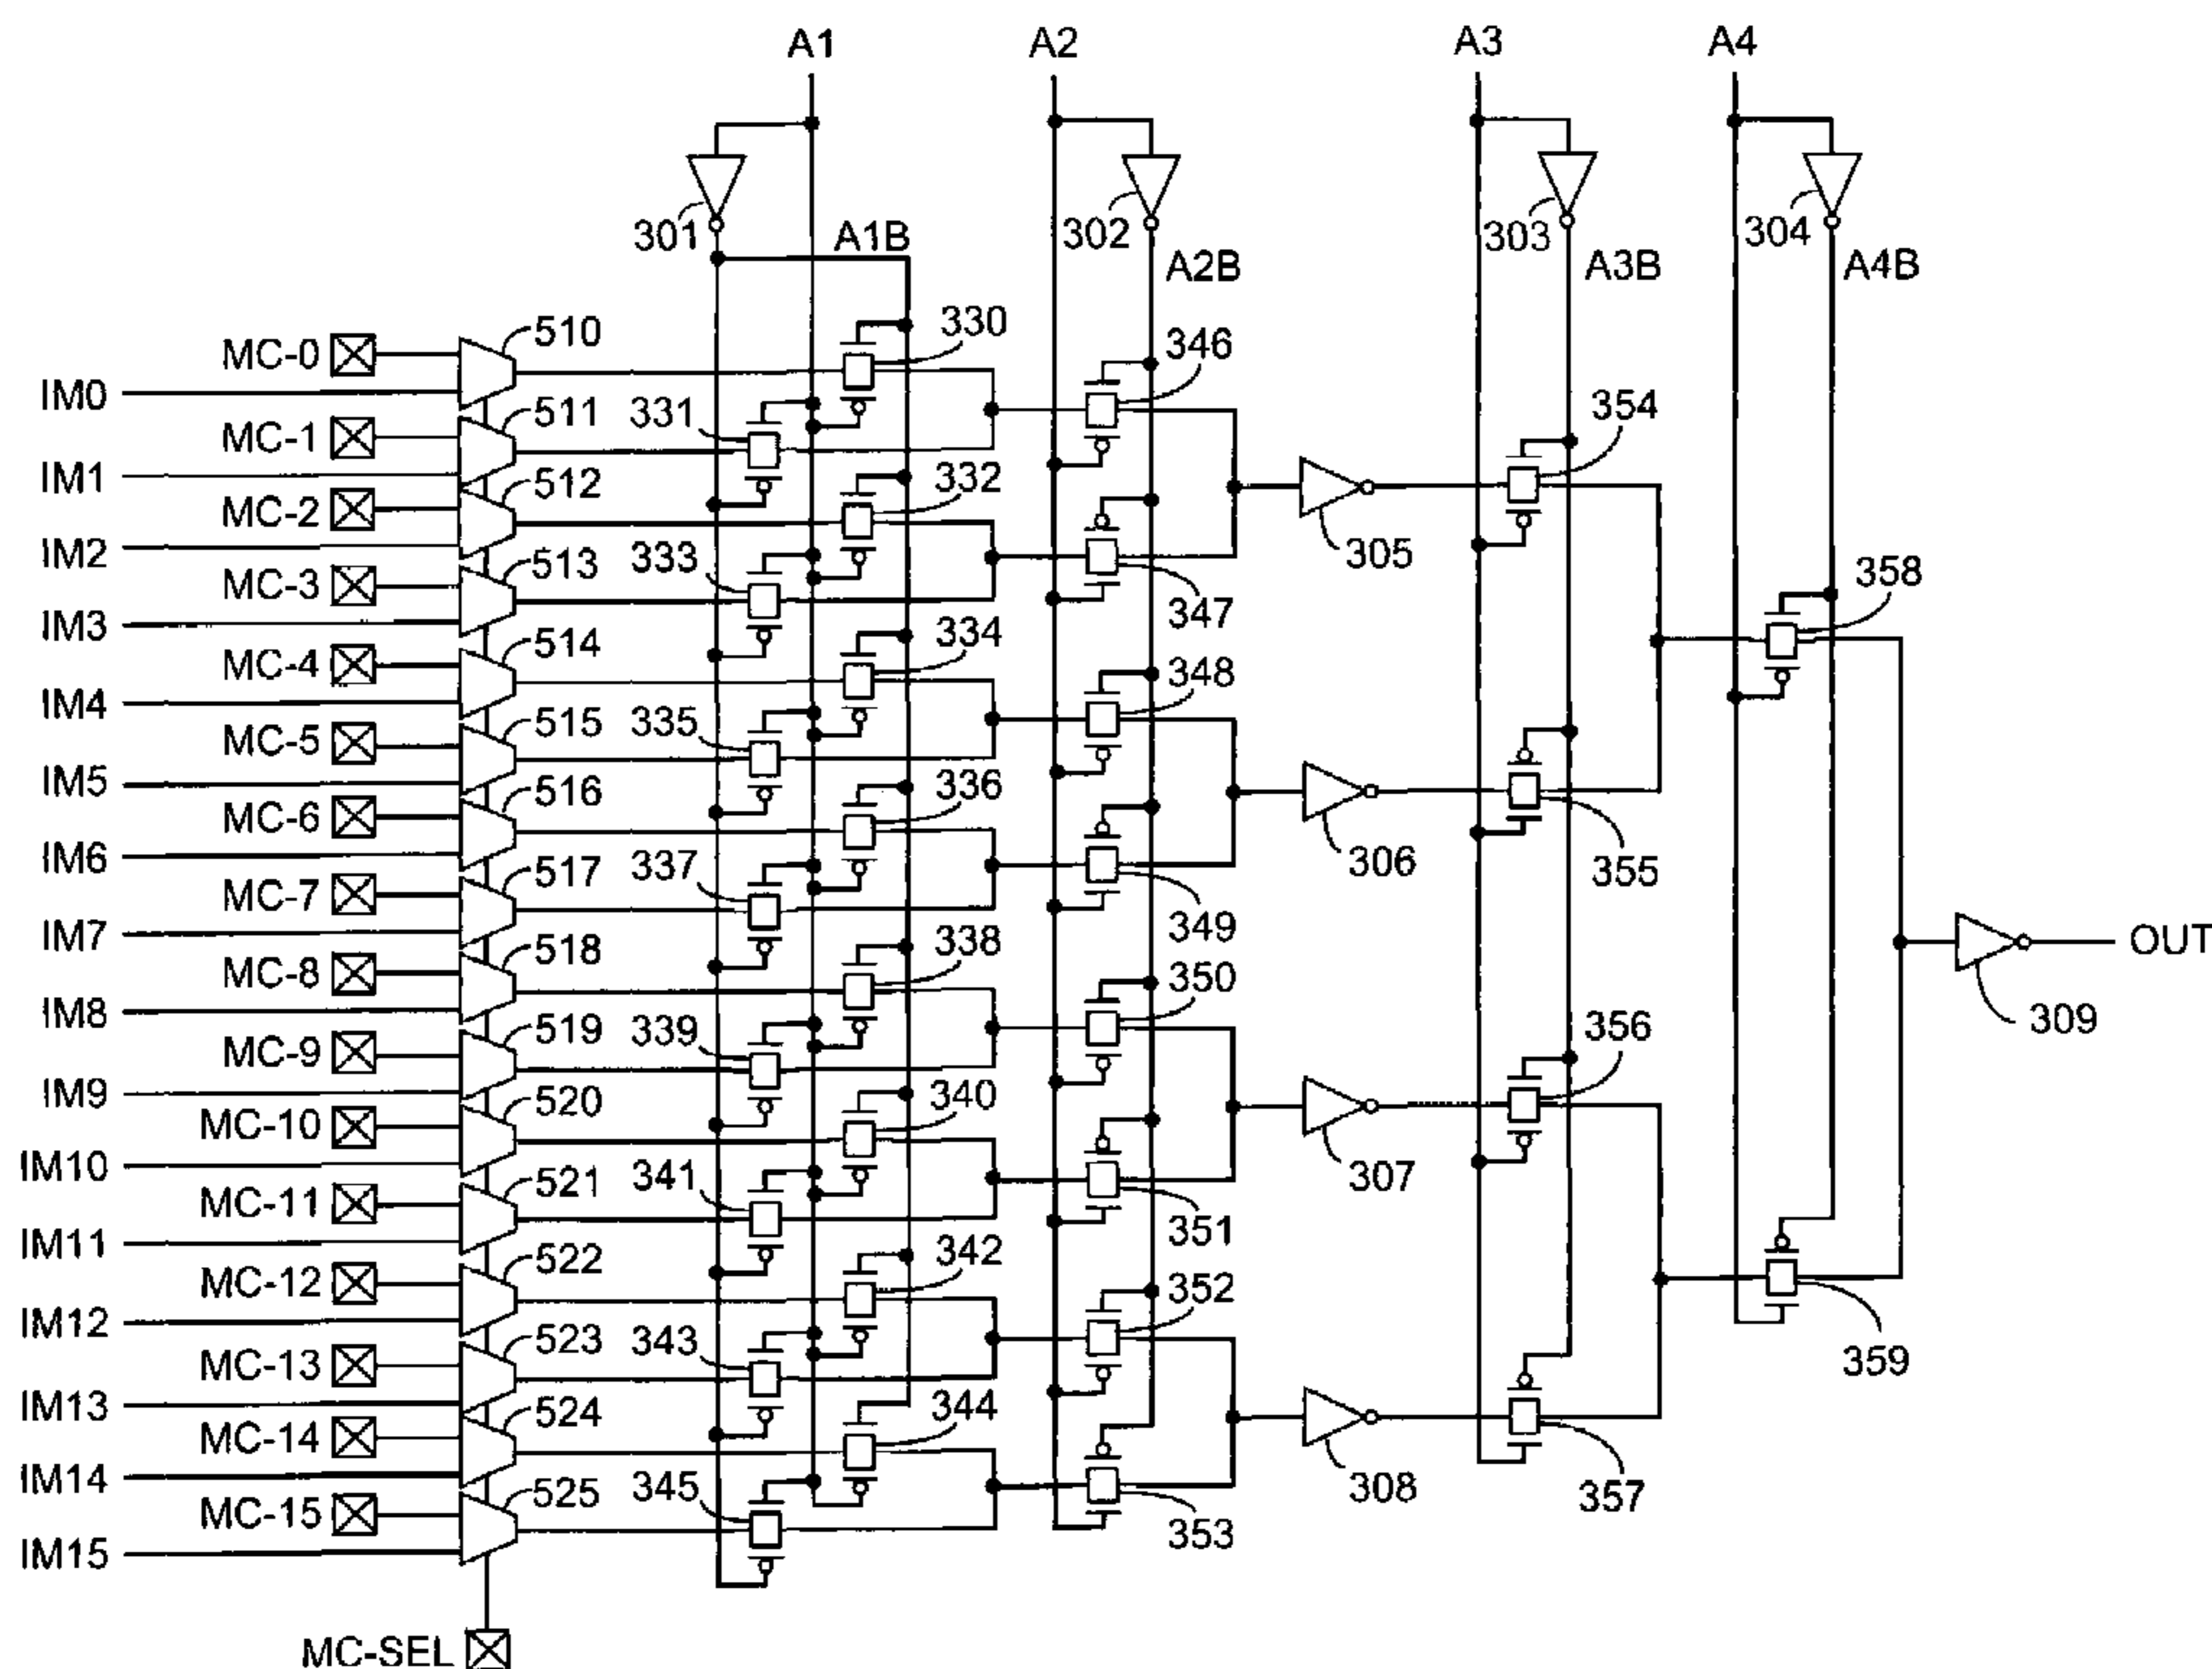 A1 A2 A3 A4
301 A1B 302 A2B 303 A3B 304 A4B
MC-0 510 330 346
IM0
MC-1 511 331 354
IM1
MC-2 512 332 305
IM2
MC-3 513 333 347 358
IM3
MC-4 514 334 348
IM4
MC-5 515 335
IM5
MC-6 516 336 306 355
IM6
MC-7 517 337 349
IM7
MC-8 518 338 350 OUT
IM8
MC-9 519 339 356 309
IM9
MC-10 520 340
IM10
MC-11 521 341 351 307
IM11
MC-12 522 342 352
IM12
MC-13 523 343 359
IM13
MC-14 524 344
IM14
MC-15 525 345 353 308 357
IM15
MC-SEL